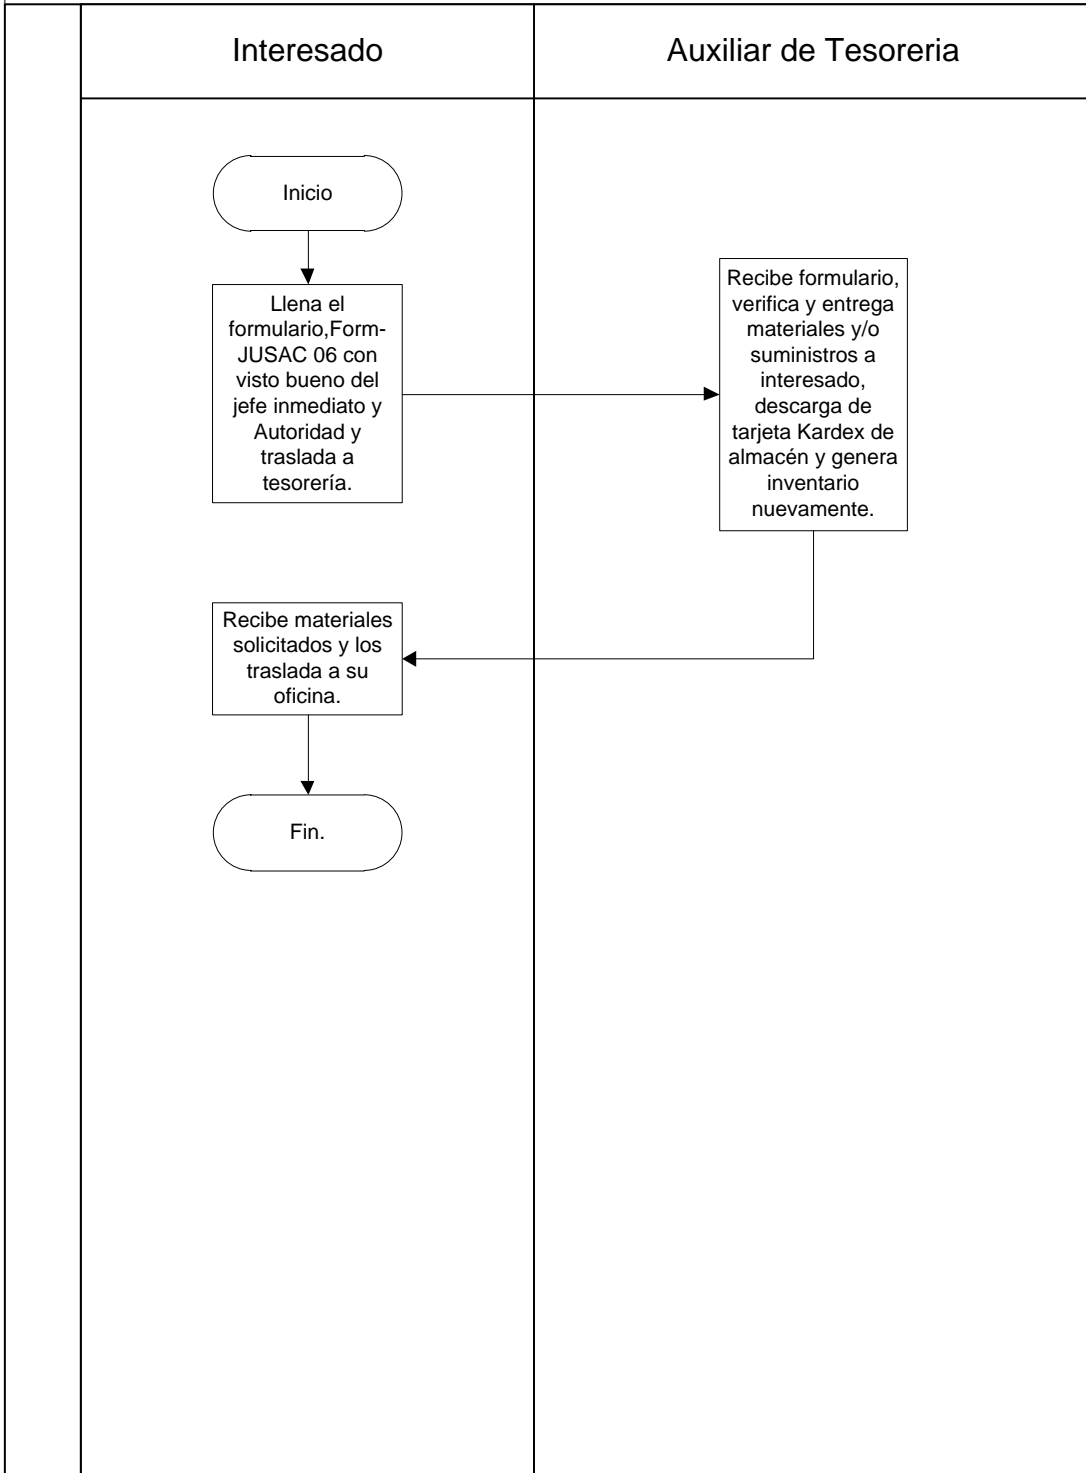 Interesado
Auxiliar de Tesoreria
Inicio
Llena el
formulario,Form-
JUSAC 06 con
visto bueno del
jefe inmediato y
Autoridad y
traslada a
tesorería.
Recibe formulario,
verifica y entrega
materiales y/o
suministros a
interesado,
descarga de
tarjeta Kardex de
almacén y genera
inventario
nuevamente.
Recibe materiales
solicitados y los
traslada a su
oficina.
Fin.